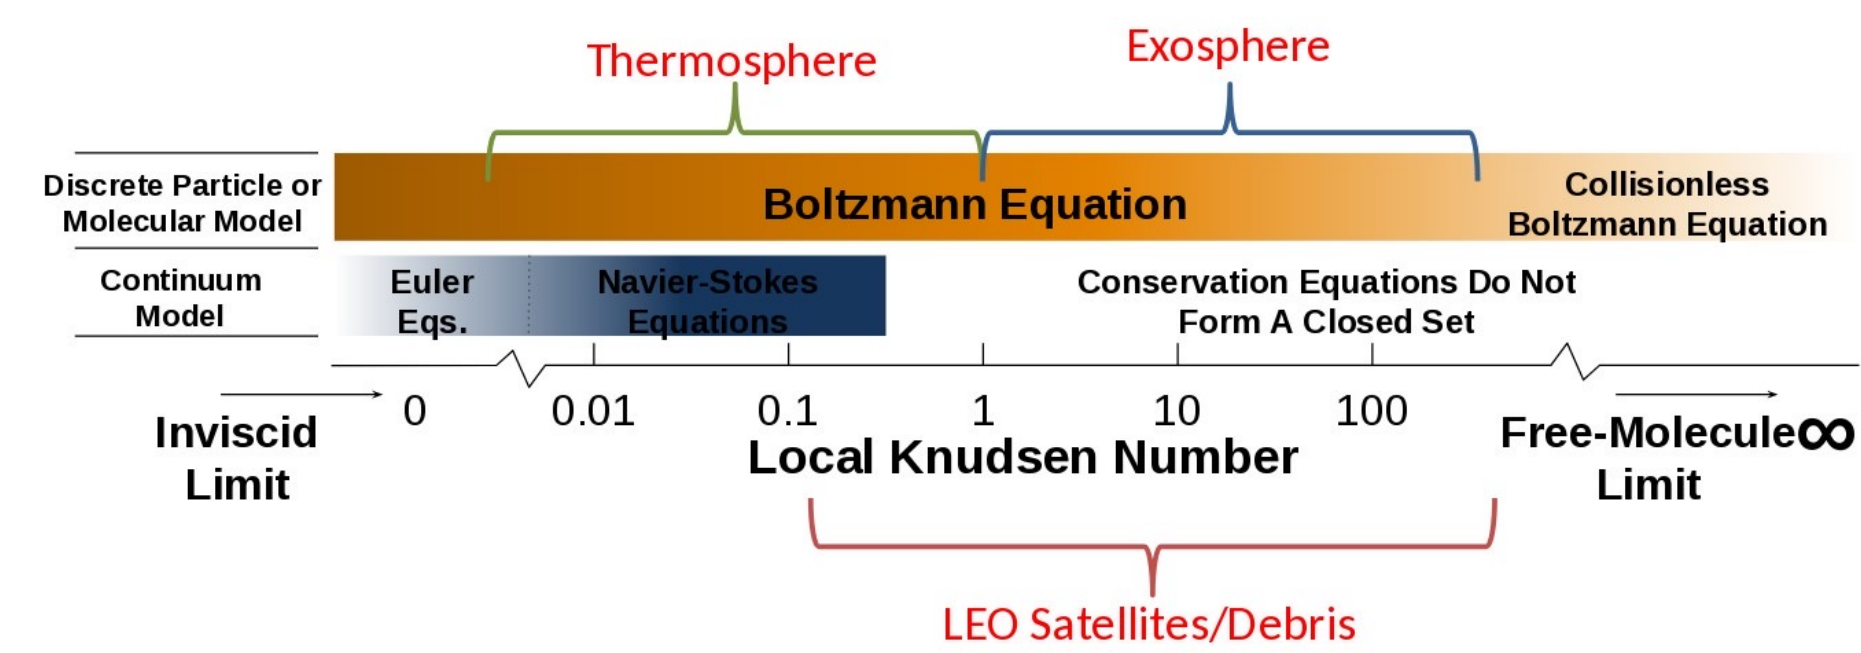 Thermosphere
Exosphere
Discrete Particle or
Molecular Model
Boltzmann Equation
Collisionless
Boltzmann Equation
Continuum
Model
Euler
Eqs.
Navier-Stokes
Equations
Conservation Equations Do Not
Form A Closed Set
0 0.01 0.1 1 10 100 ∞
Inviscid
Limit
Local Knudsen Number
Free-Molecule
Limit
LEO Satellites/Debris